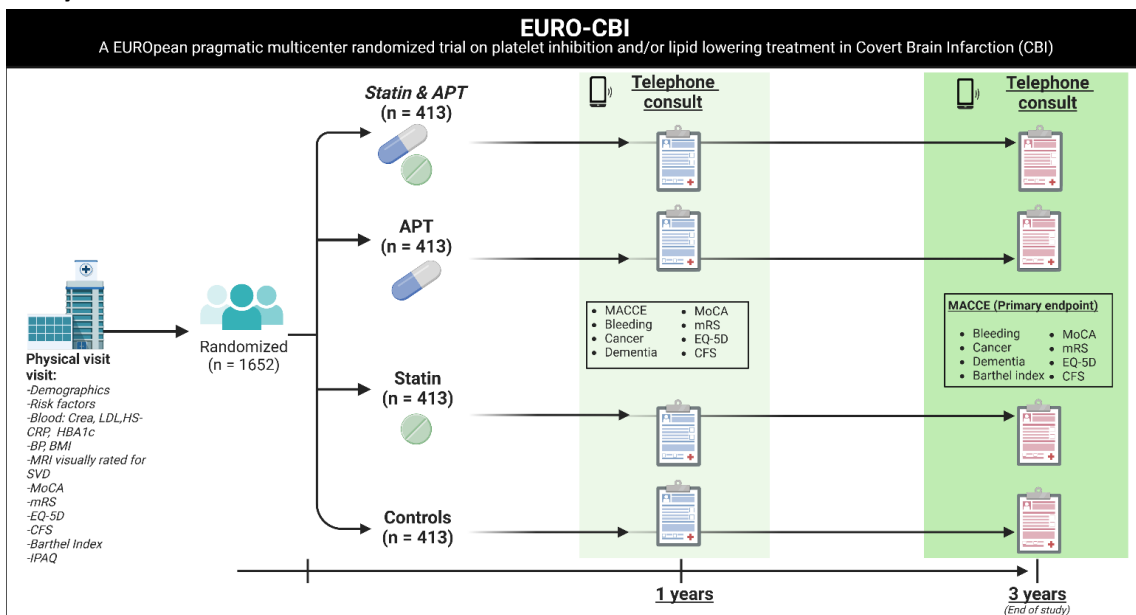 EURO-CBI
A EUROpean pragmatic multicenter randomized trial on platelet inhibition and/or lipid lowering treatment in Covert Brain Infarction (CBI)
Physical visit
visit:
-Demographics
-Risk factors
-Blood: Crea, LDL,HS-
CRP, HBA1c
-BP, BMI
-MRI visually rated for
SVD
-MoCA
-mRS
-EQ-5D
-CFS
-Barthel Index
-IPAQ
Randomized
(n = 1652)
Statin & APT
(n = 413)
APT
(n = 413)
Statin
(n = 413)
Controls
(n = 413)
Telephone
consult
• MACCE
• Bleeding
• Cancer
• Dementia
• MoCA
• mRS
• EQ-5D
• CFS
1 years
Telephone
consult
MACCE (Primary endpoint)
• Bleeding
• Cancer
• Dementia
• Barthel index
• MoCA
• mRS
• EQ-5D
• CFS
3 years
(End of study)